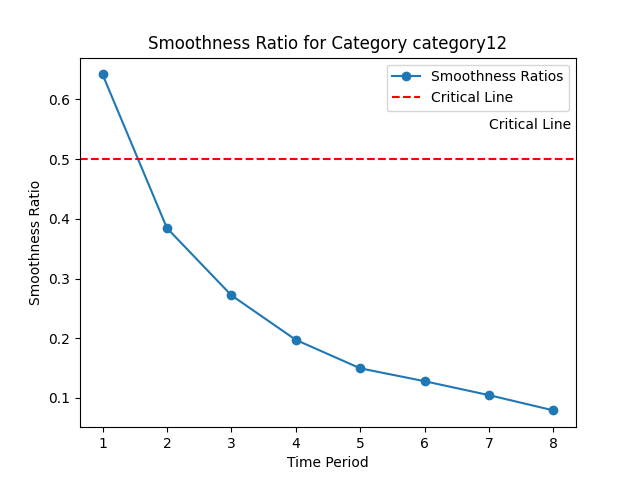 Smoothness Ratio for Category category12
Smoothness Ratios
Critical Line
Critical Line
0.6
0.5
0.4
0.3
0.2
0.1
Smoothness Ratio
1 2 3 4 5 6 7 8
Time Period